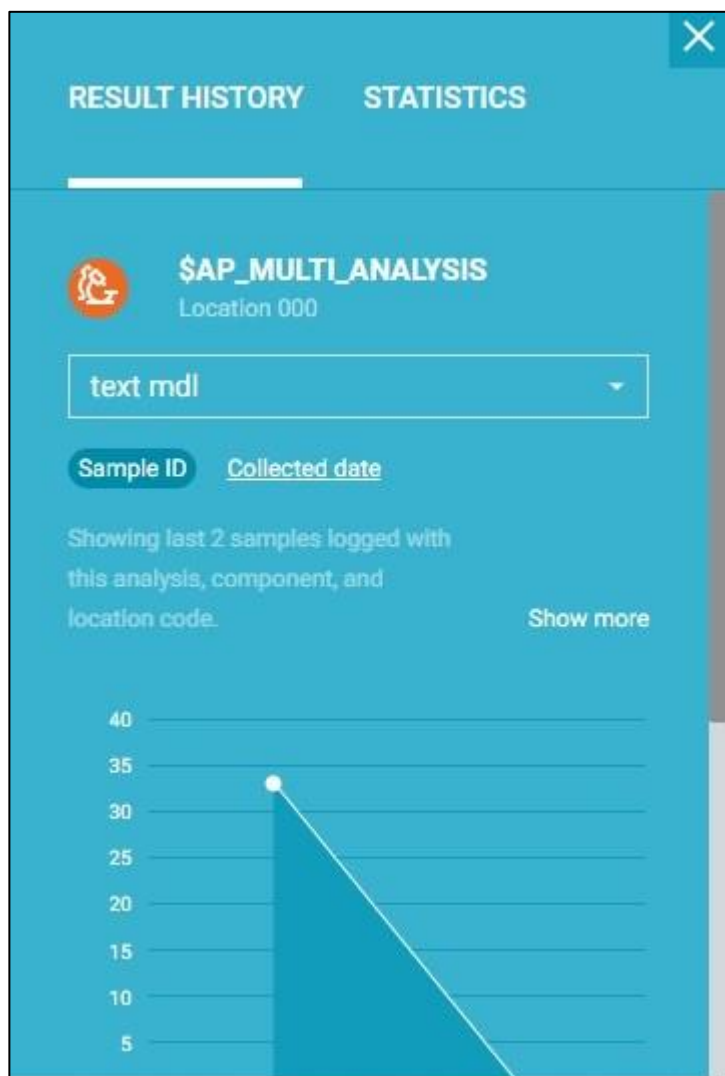 RESULT HISTORY STATISTICS
$AP_MULTI_ANALYSIS
Location 000
text mdl
Sample ID Collected date
Showing last 2 samples logged with
this analysis, component, and
location code. Show more
40
35
30
25
20
15
10
5